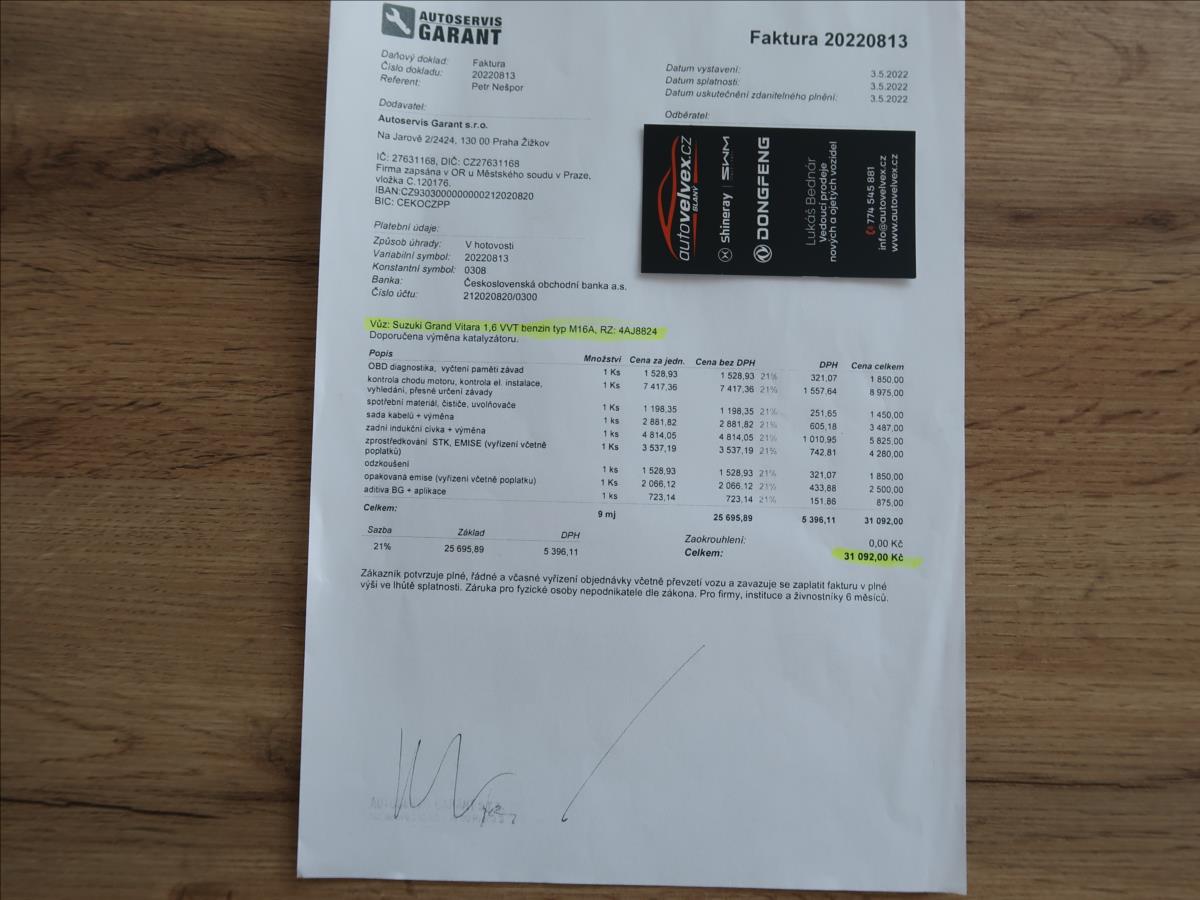 AUTOSERVIS
GARANT
Faktura 20220813
Daňový doklad: Faktura
Číslo dokladu: 20220813
Referent: Petr Nešpor
Datum vystavení: 3.5.2022
Datum splatnosti: 3.5.2022
Datum uskutečnění zdanitelného plnění: 3.5.2022
Dodavatel:
Autoservis Garant s.r.o.
Na Jarově 2/2424, 130 00 Praha Žižkov
IČ: 27631168, DIČ: CZ27631168
Firma zapsána v OR u Městského soudu v Praze,
vložka C.120176.
IBAN:CZ9303000000000212020820
BIC: CEKOCZPP
Odběratel:
autovelvex.cz
SLANÝ
Shineray | SWM
DONGFENG
Lukáš Bednár
Vedoucí prodeje
nových a ojetých vozidel
774 545 881
info@autovelvex.cz
www.autovelvex.cz
Platební údaje:
Způsob úhrady: V hotovosti
Variabilní symbol: 20220813
Konstantní symbol: 0308
Banka: Československá obchodní banka a.s.
Číslo účtu: 212020820/0300
Vůz: Suzuki Grand Vitara 1,6 VVT benzin typ M16A, RZ: 4AJ8824
Doporučena výměna katalyzátoru.
Popis Množství Cena za jedn. Cena bez DPH DPH Cena celkem
OBD diagnostika, vyčtení paměti závad 1 Ks 1 528,93 1 528,93 21% 321,07 1 850,00
kontrola chodu motoru, kontrola el. instalace, 1 Ks 7 417,36 7 417,36 21% 1 557,64 8 975,00
vyhledání, přesné určení závady
spotřební materiál, čističe, uvolňovače 1 Ks 1 198,35 1 198,35 21% 251,65 1 450,00
sada kabelů + výměna 1 ks 2 881,82 2 881,82 21% 605,18 3 487,00
zadní indukční cívka + výměna 1 ks 4 814,05 4 814,05 21% 1 010,95 5 825,00
zprostředkování STK, EMISE (vyřízení včetně 1 Ks 3 537,19 3 537,19 21% 742,81 4 280,00
poplatků)
odzkoušení 1 ks 1 528,93 1 528,93 21% 321,07 1 850,00
opakovaná emise (vyřízení včetně poplatku) 1 Ks 2 066,12 2 066,12 21% 433,88 2 500,00
aditiva BG + aplikace 1 ks 723,14 723,14 21% 151,86 875,00
Celkem: 9 mj 25 695,89 5 396,11 31 092,00
Sazba Základ DPH
21% 25 695,89 5 396,11
Zaokrouhlení: 0,00 Kč
Celkem: 31 092,00 Kč
Zákazník potvrzuje plné, řádné a včasné vyřízení objednávky včetně převzetí vozu a zavazuje se zaplatit fakturu v plné
výši ve lhůtě splatnosti. Záruka pro fyzické osoby nepodnikatele dle zákona. Pro firmy, instituce a živnostníky 6 měsíců.